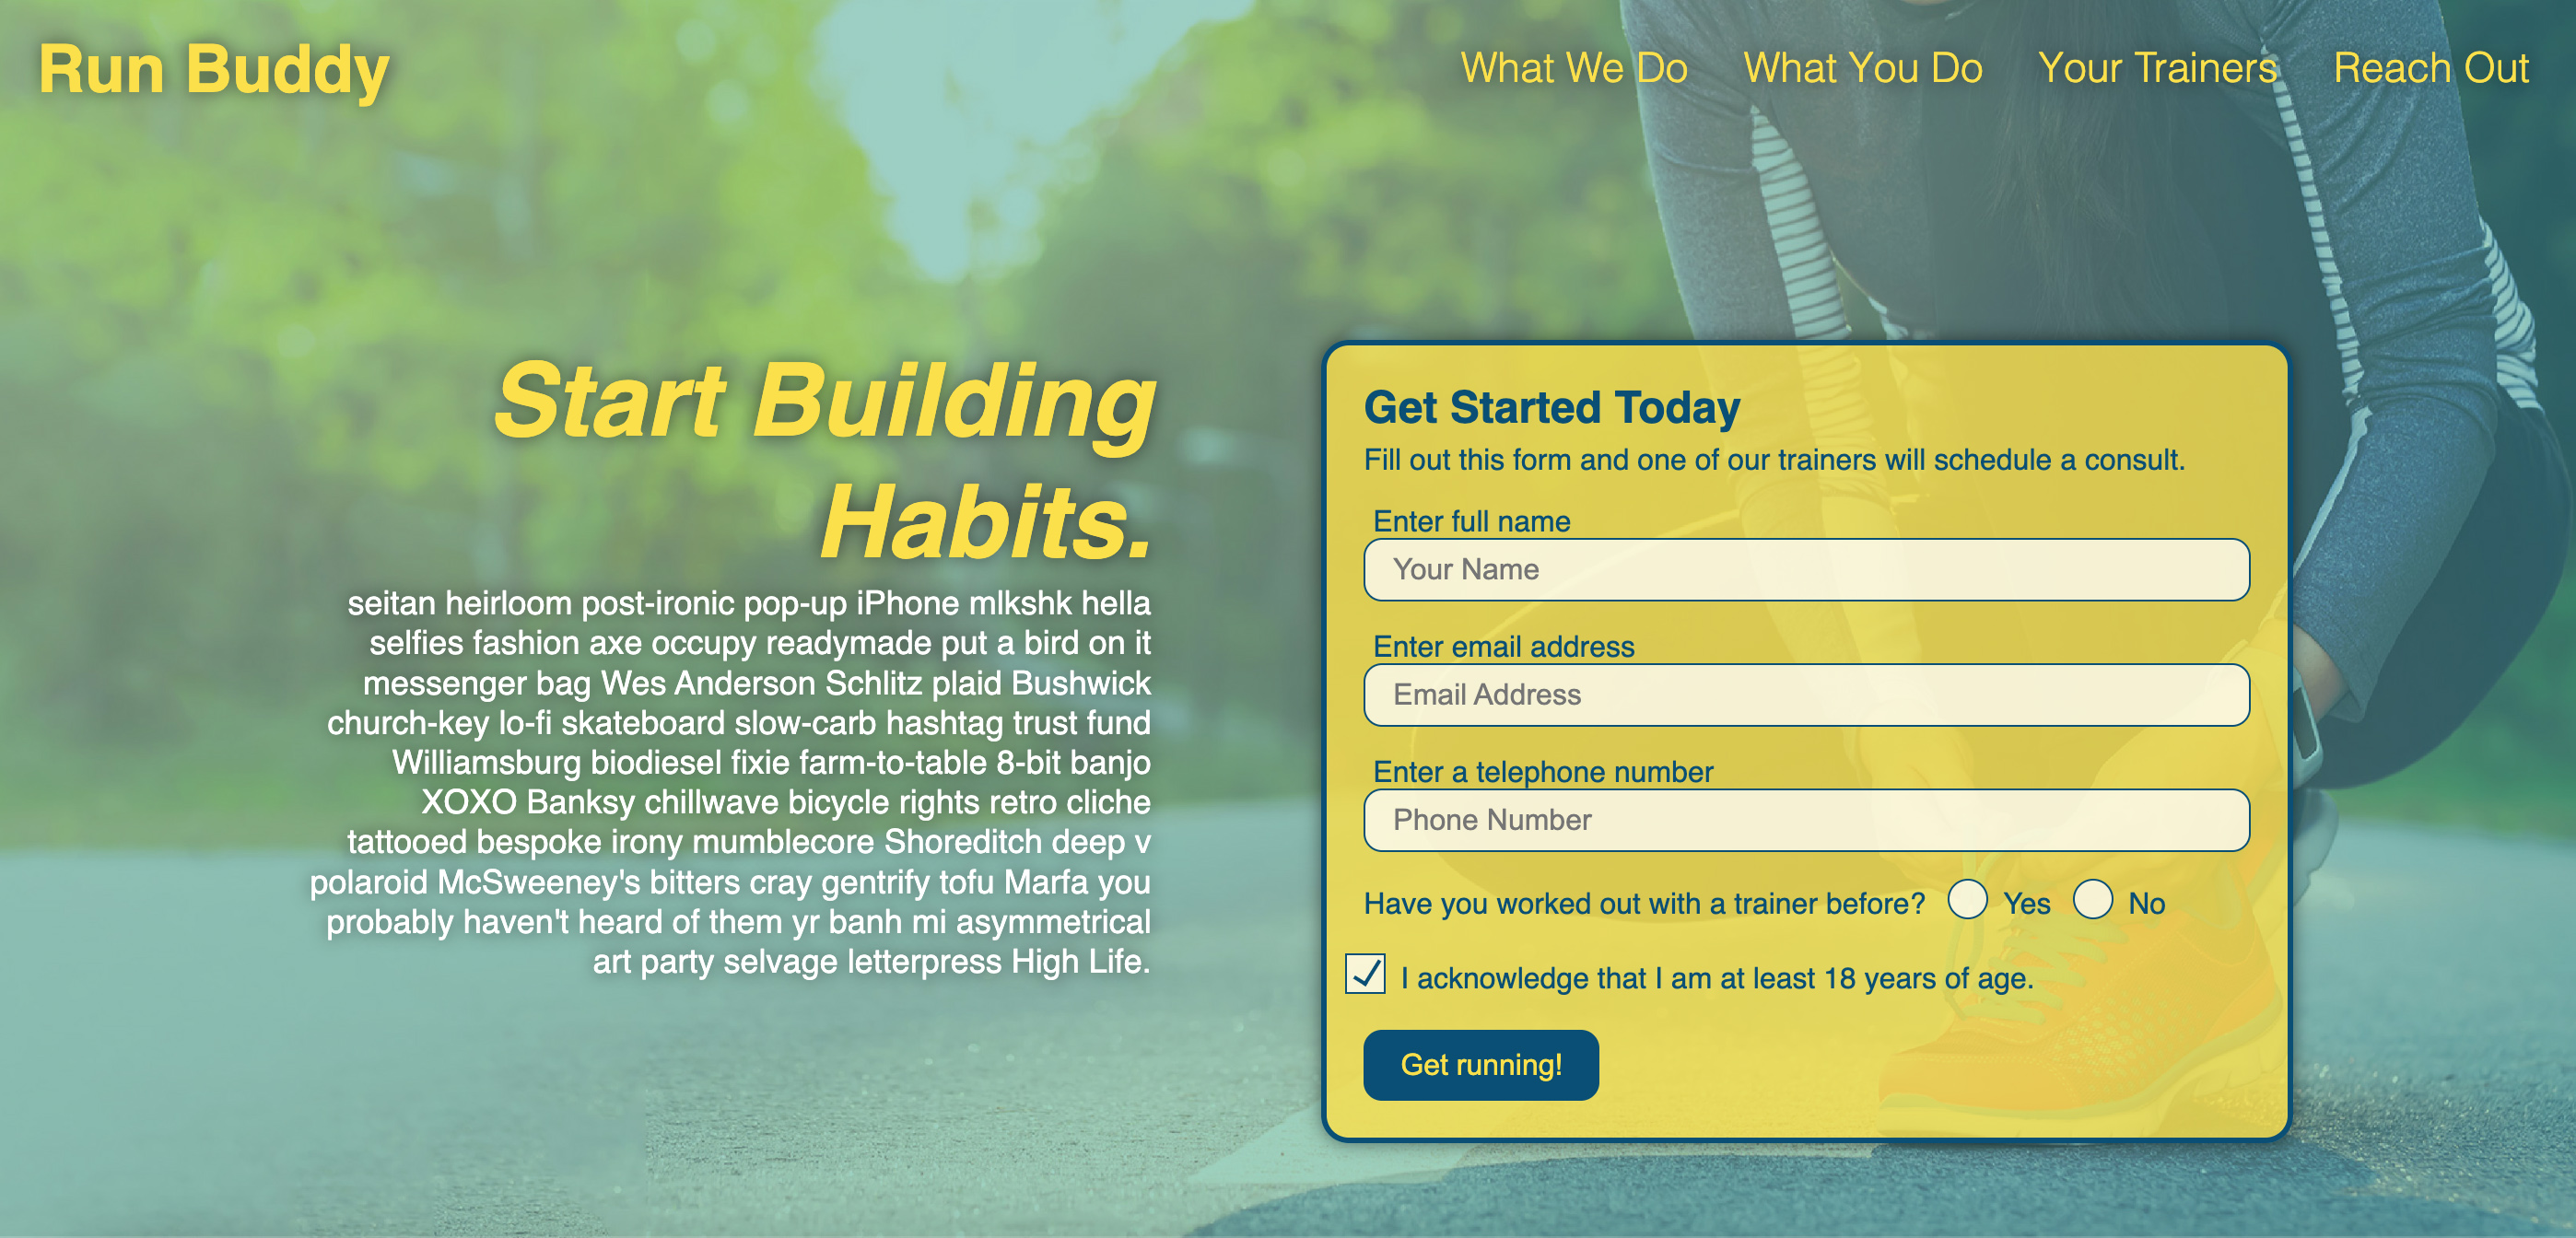 Run Buddy
What We Do What You Do Your Trainers Reach Out
Start Building
Habits.
seitan heirloom post-ironic pop-up iPhone mlkshk hella
selfies fashion axe occupy readymade put a bird on it
messenger bag Wes Anderson Schlitz plaid Bushwick
church-key lo-fi skateboard slow-carb hashtag trust fund
Williamsburg biodiesel fixie farm-to-table 8-bit banjo
XOXO Banksy chillwave bicycle rights retro cliche
tattooed bespoke irony mumblecore Shoreditch deep v
polaroid McSweeney's bitters cray gentrify tofu Marfa you
probably haven't heard of them yr banh mi asymmetrical
art party selvage letterpress High Life.
Get Started Today
Fill out this form and one of our trainers will schedule a consult.
Enter full name
Your Name
Enter email address
Email Address
Enter a telephone number
Phone Number
Have you worked out with a trainer before? Yes No
I acknowledge that I am at least 18 years of age.
Get running!